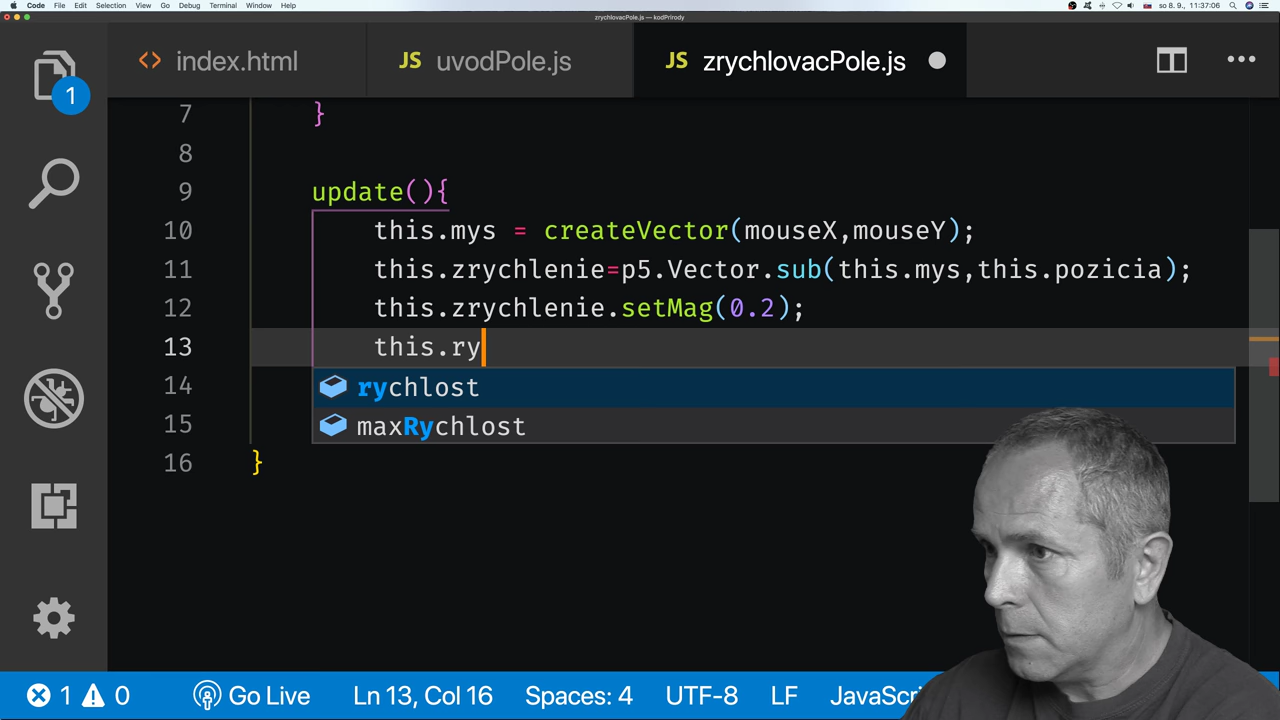 Code File Edit Selection View Go Debug Terminal Window Help so 8. 9., 11:37:06
zrychlovacPole.js — kodPrirody
<> index.html JS uvodPole.js JS zrychlovacPole.js
1
7 }
8
9 update(){
10 this.mys = createVector(mouseX,mouseY);
11 this.zrychlenie=p5.Vector.sub(this.mys,this.pozicia);
12 this.zrychlenie.setMag(0.2);
13 this.ry
14 rychlost
15 maxRychlost
16 }
1 0 Go Live Ln 13, Col 16 Spaces: 4 UTF-8 LF JavaScri